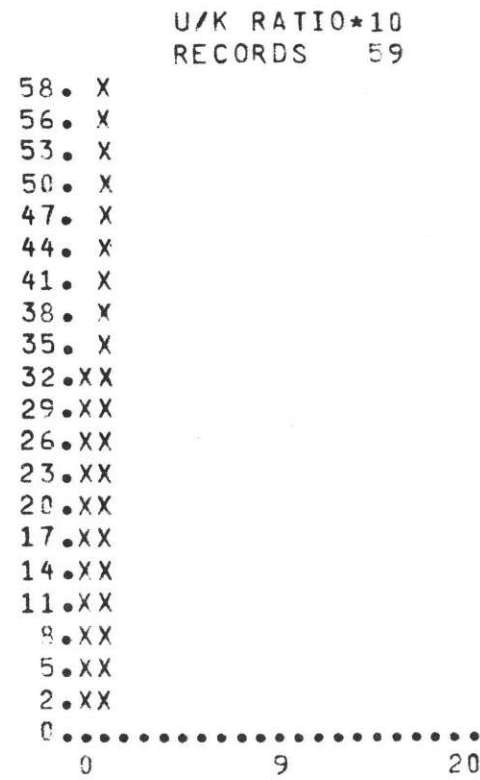 U/K RATIO*10
RECORDS 59
58. X
56. X
53. X
50. X
47. X
44. X
41. X
38. X
35. X
32.XX
29.XX
26.XX
23.XX
20.XX
17.XX
14.XX
11.XX
8.XX
5.XX
2.XX
0......................
0 9 20